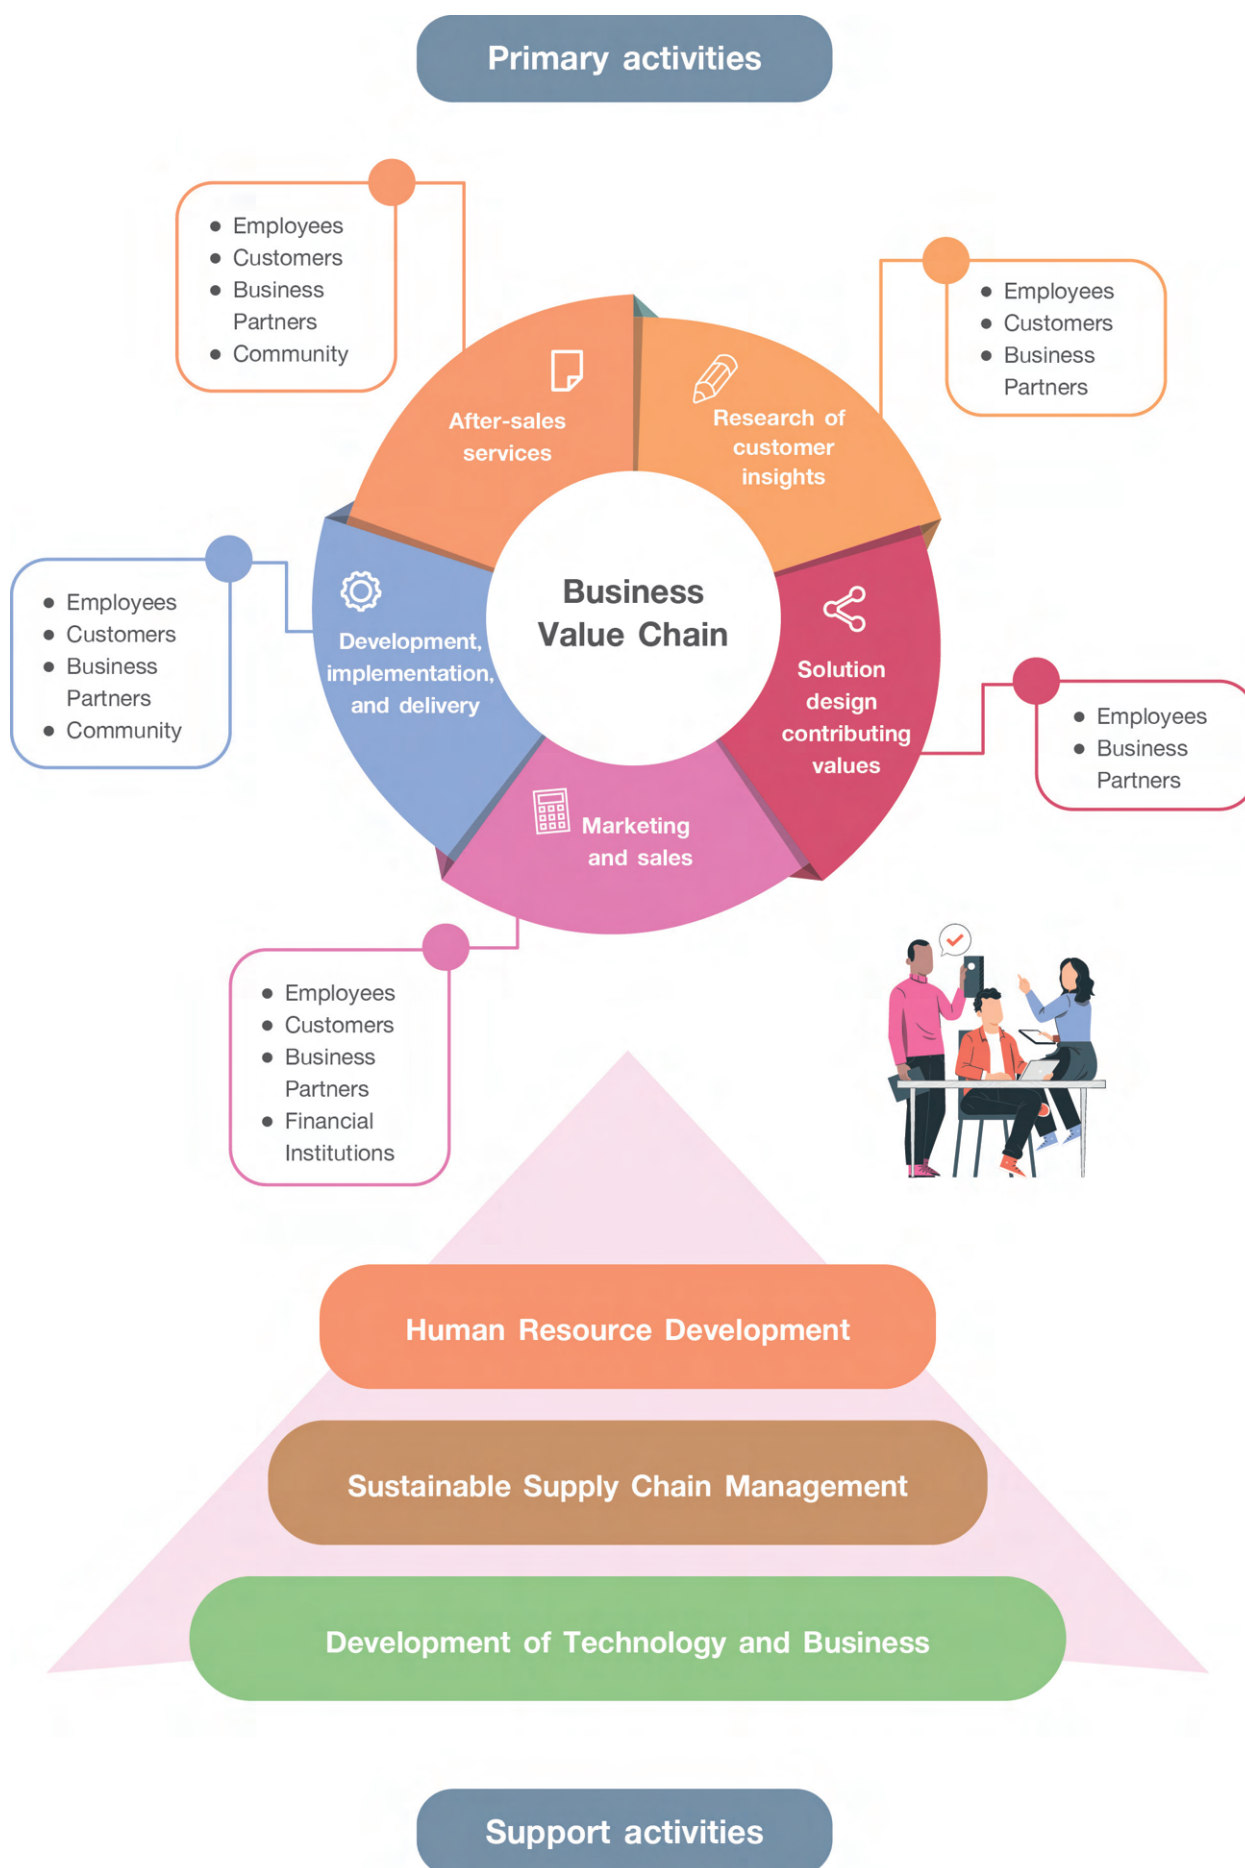 Primary activities
● Employees
● Customers
● Business
Partners
● Community
● Employees
● Customers
● Business
Partners
After-sales
services
Research of
customer
insights
Business
Value Chain
● Employees
● Customers
● Business
Partners
● Community
Development,
implementation,
and delivery
Solution
design
contributing
values
● Employees
● Business
Partners
Marketing
and sales
● Employees
● Customers
● Business
Partners
● Financial
Institutions
Human Resource Development
Sustainable Supply Chain Management
Development of Technology and Business
Support activities